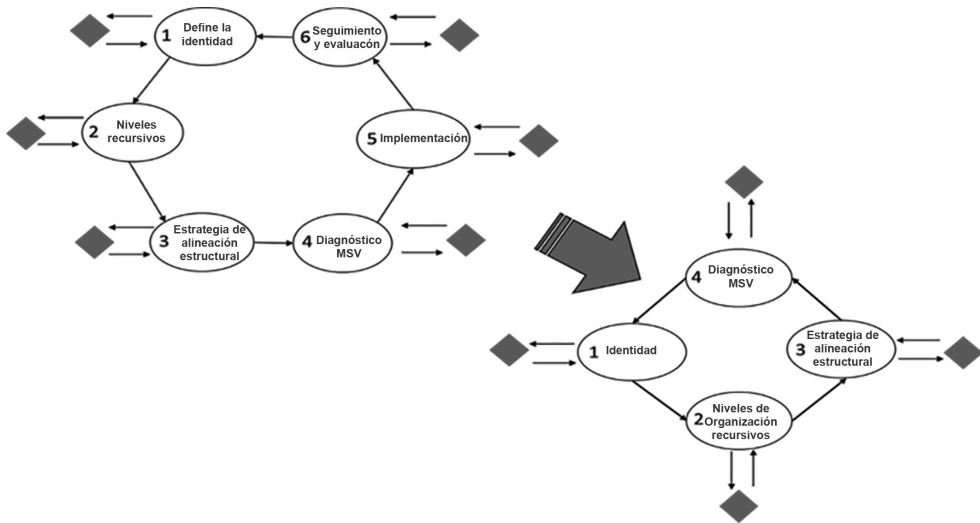 1 Define la
identidad
6 Seguimiento
y evaluacón
2 Niveles
recursivos
5 Implementación
3 Estrategia de
alineación
estructural
4 Diagnóstico
MSV
4 Diagnóstico
MSV
1 Identidad
3 Estrategia de
alineación
estructural
2 Niveles de
Organización
recursivos